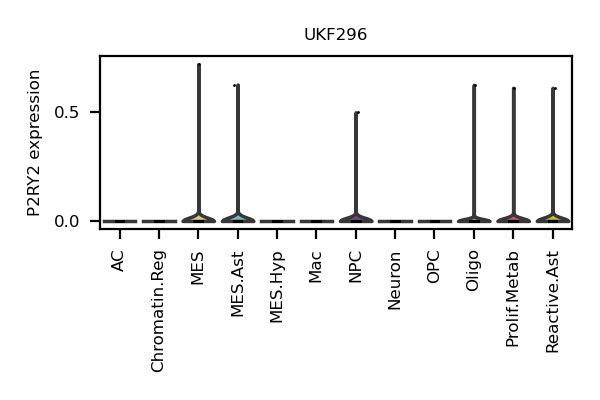 UKF296
P2RY2 expression
0.5
0.0
AC
Chromatin.Reg
MES
MES.Ast
MES.Hyp
Mac
NPC
Neuron
OPC
Oligo
Prolif.Metab
Reactive.Ast